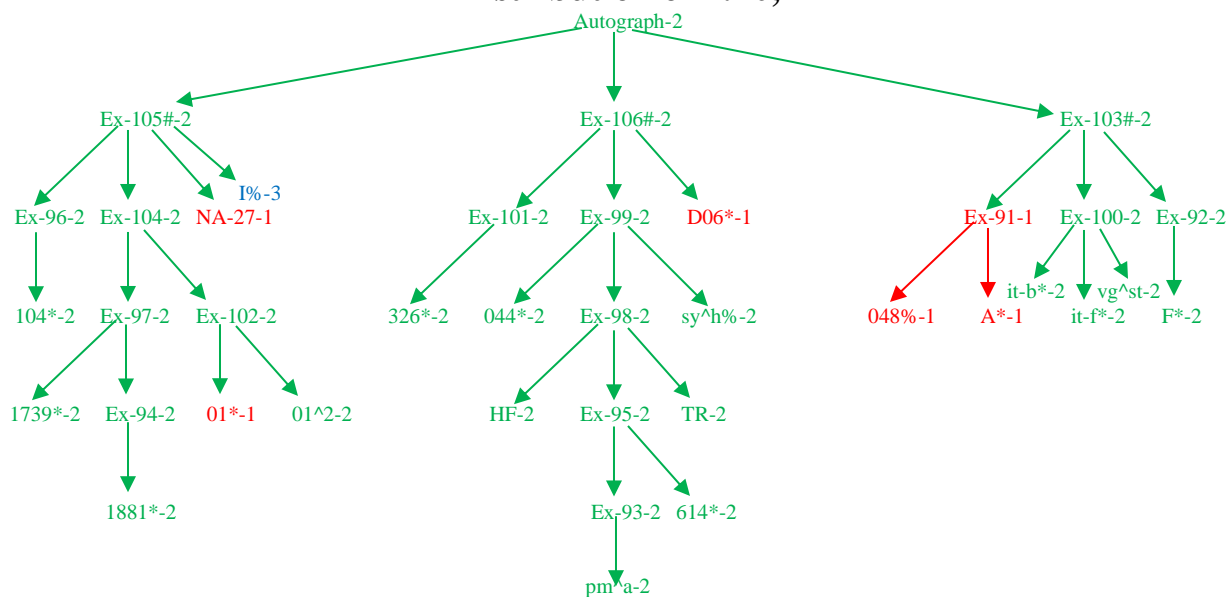 Autograph-2
Ex-105#-2 Ex-106#-2 Ex-103#-2
I%-3
Ex-96-2 Ex-104-2 NA-27-1 Ex-101-2 Ex-99-2 D06*-1 Ex-91-1 Ex-100-2 Ex-92-2
it-b*-2 vg^st-2
104*-2 Ex-97-2 Ex-102-2 326*-2 044*-2 Ex-98-2 sy^h%-2 048%-1 A*-1 it-f*-2 F*-2
1739*-2 Ex-94-2 01*-1 01^2-2 HF-2 Ex-95-2 TR-2
1881*-2 Ex-93-2 614*-2
pm^a-2